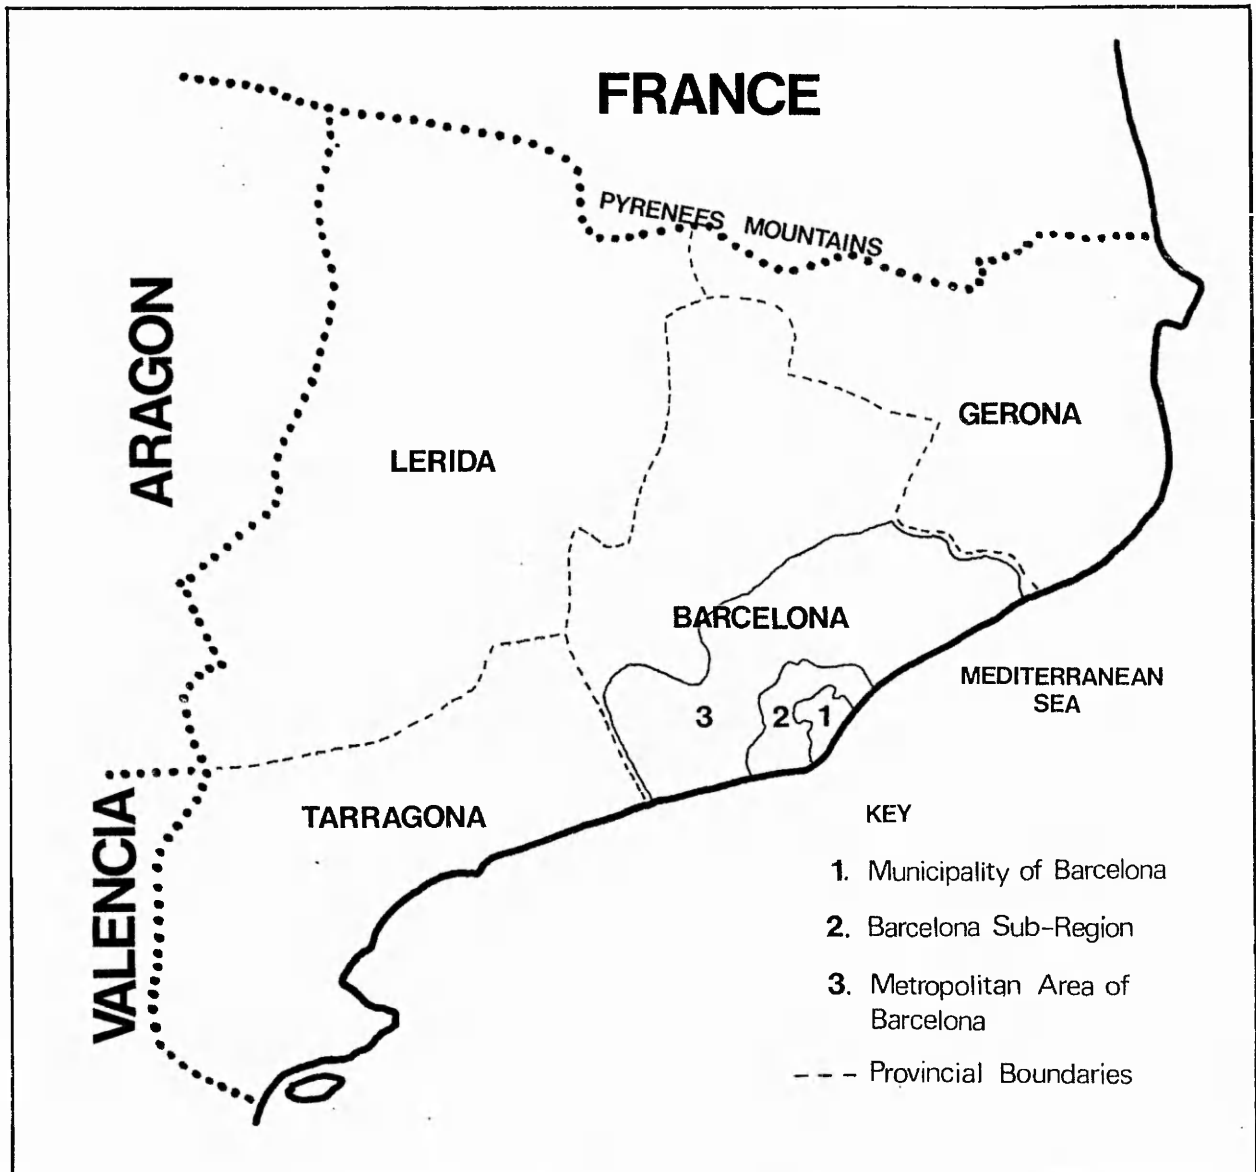 FRANCE
PYRENEES MOUNTAINS
ARAGON
GERONA
LERIDA
BARCELONA
MEDITERRANEAN
SEA
3
2
1
TARRAGONA
VALENCIA
KEY
1. Municipality of Barcelona
2. Barcelona Sub-Region
3. Metropolitan Area of
Barcelona
--- Provincial Boundaries